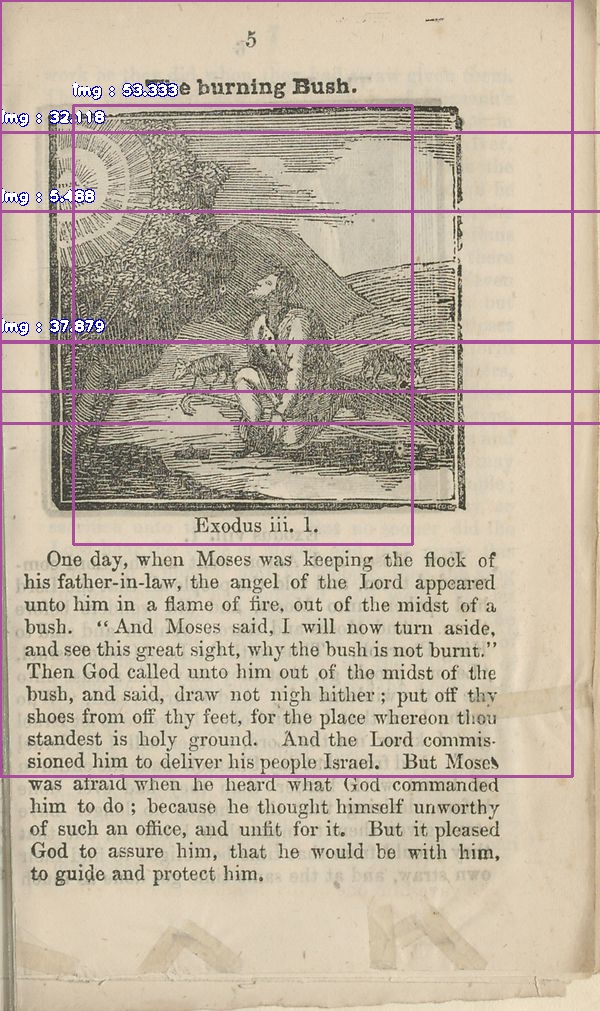 5
The burning Bush.
img : 53.333
img : 32.118
img : 5.488
img : 37.879
Exodus iii. 1.
One day, when Moses was keeping the flock of
his father-in-law, the angel of the Lord appeared
unto him in a flame of fire, out of the midst of a
bush. "And Moses said, I will now turn aside,
and see this great sight, why the bush is not burnt."
Then God called unto him out of the midst of the
bush, and said, draw not nigh hither; put off thy
shoes from off thy feet, for the place whereon thou
standest is holy ground. And the Lord commis-
sioned him to deliver his people Israel. But Moses
was afraid when he heard what God commanded
him to do; because he thought himself unworthy
of such an office, and unfit for it. But it pleased
God to assure him, that he would be with him,
to guide and protect him.